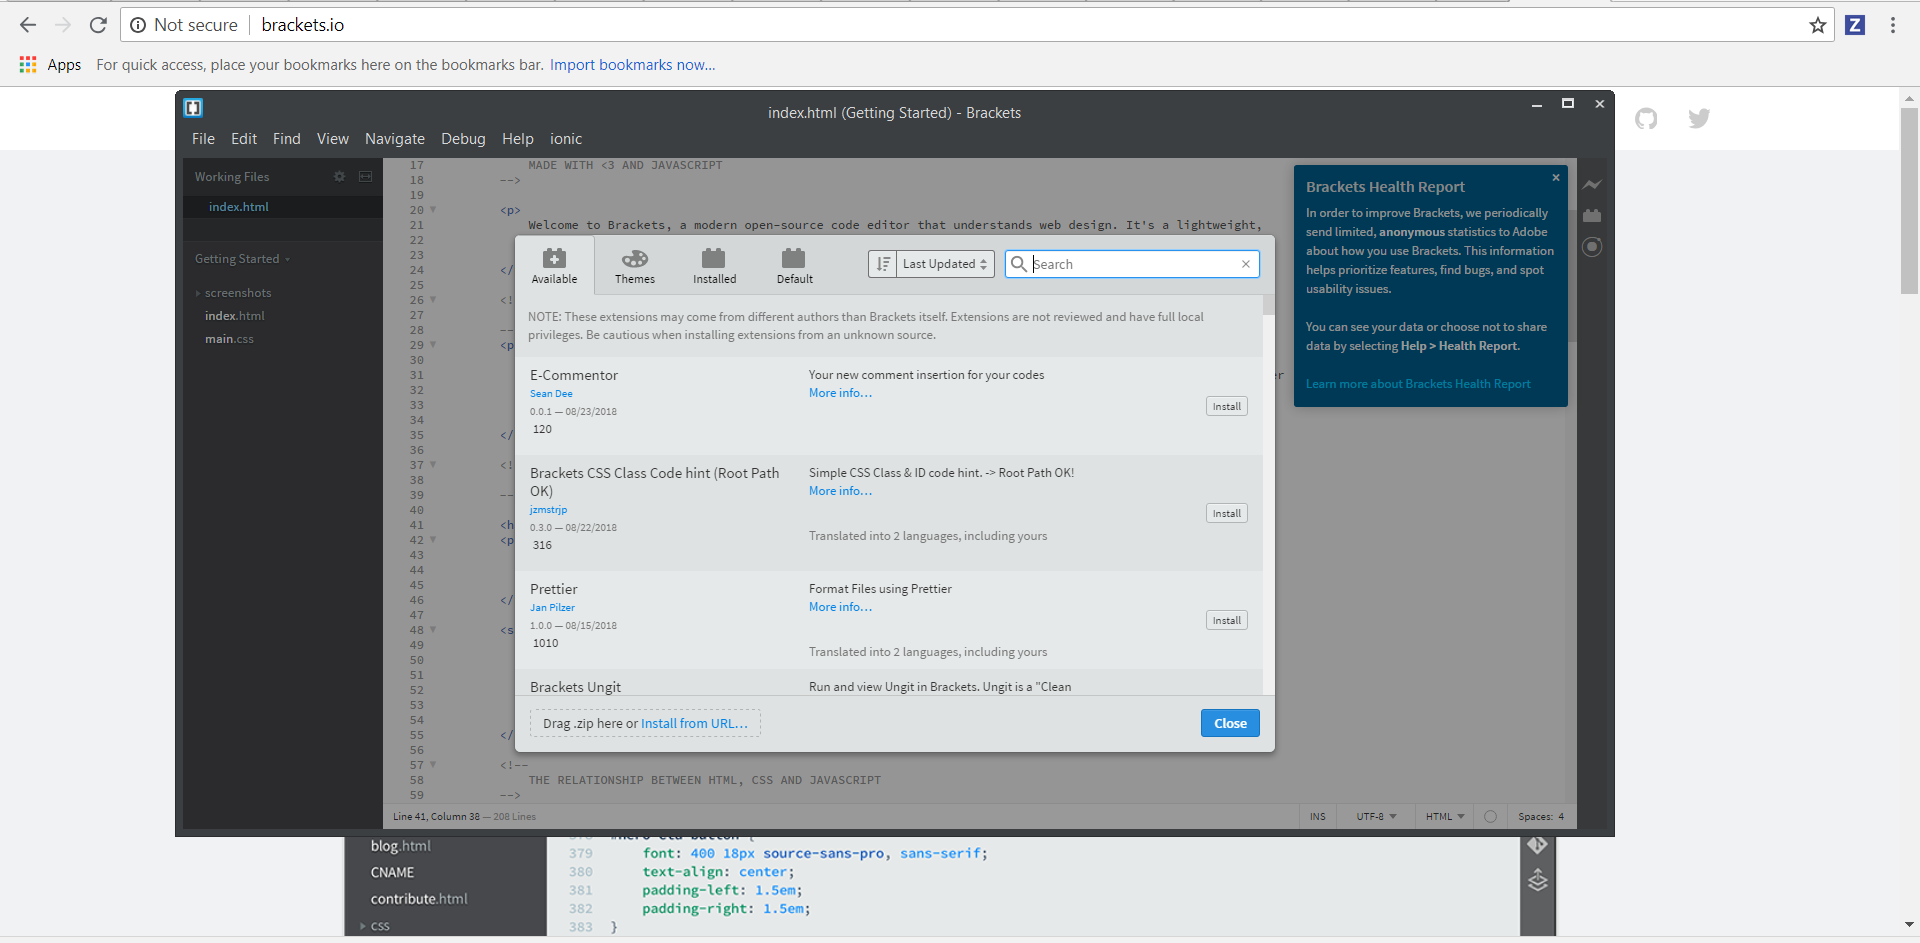 Not secure
brackets.io
Apps For quick access, place your bookmarks here on the bookmarks bar. Import bookmarks now...
index.html (Getting Started) - Brackets
File Edit Find View Navigate Debug Help ionic
Working Files
index.html
Getting Started
screenshots
index.html
main.css
17 MADE WITH <3 AND JAVASCRIPT
18 -->
19
20 <p>
21 Welcome to Brackets, a modern open-source code editor that understands web design. It's a lightweight,
22
23
24 </
25
26 <!
27
28 --
29 <p
30
31 er
32
33
34
35 </
36
37 <!
38
39 --
40
41 <h
42 <p
43
44
45
46 </
47
48 <s
49
50
51
52
53
54
55 </
56
57 <!--
58 THE RELATIONSHIP BETWEEN HTML, CSS AND JAVASCRIPT
59 -->
Available
Themes
Installed
Default
Last Updated
Search
NOTE: These extensions may come from different authors than Brackets itself. Extensions are not reviewed and have full local
privileges. Be cautious when installing extensions from an unknown source.
E-Commentor
Sean Dee
0.0.1 — 08/23/2018
120
Your new comment insertion for your codes
More info...
Install
Brackets CSS Class Code hint (Root Path
OK)
jzmstrjp
0.3.0 — 08/22/2018
316
Simple CSS Class & ID code hint. -> Root Path OK!
More info...
Translated into 2 languages, including yours
Install
Prettier
Jan Pilzer
1.0.0 — 08/15/2018
1010
Format Files using Prettier
More info...
Translated into 2 languages, including yours
Install
Brackets Ungit
Run and view Ungit in Brackets. Ungit is a "Clean
Drag .zip here or Install from URL...
Close
Brackets Health Report
In order to improve Brackets, we periodically
send limited, anonymous statistics to Adobe
about how you use Brackets. This information
helps prioritize features, find bugs, and spot
usability issues.
You can see your data or choose not to share
data by selecting Help > Health Report.
Learn more about Brackets Health Report
Line 41, Column 38 — 208 Lines
INS UTF-8 HTML Spaces: 4
blog.html
CNAME
contribute.html
css
379 font: 400 18px source-sans-pro, sans-serif;
380 text-align: center;
381 padding-left: 1.5em;
382 padding-right: 1.5em;
383 }